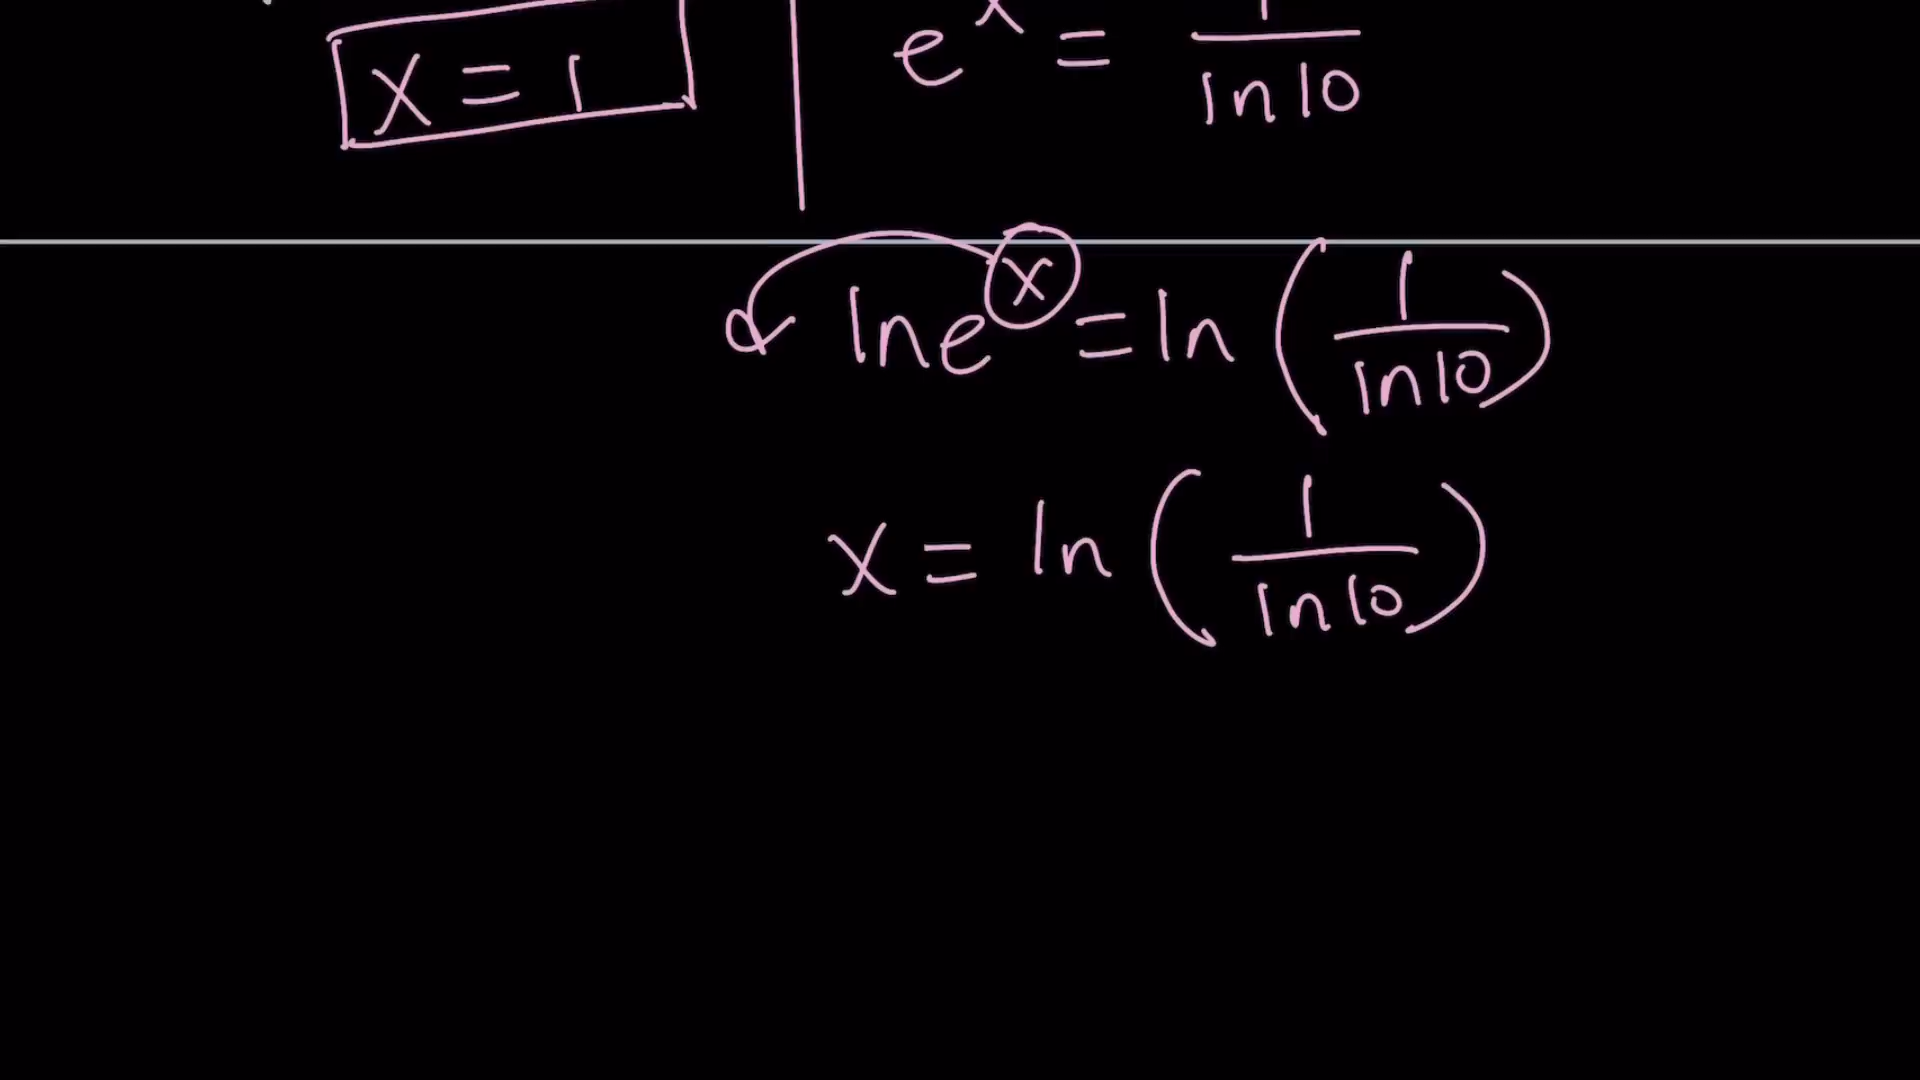 x = 1
e^x = 1/ln10
ln e^x = ln (1/ln10)
x = ln (1/ln10)